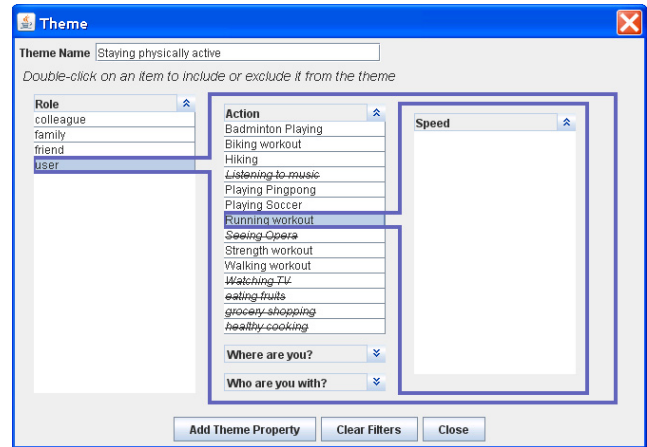 Theme
Theme Name Staying physically active
Double-click on an item to include or exclude it from the theme
Role
colleague
family
friend
user
Action
Badminton Playing
Biking workout
Hiking
Listening to music
Playing Pingpong
Playing Soccer
Running workout
Seeing Opera
Strength workout
Walking workout
Watching TV
eating fruits
grocery shopping
healthy cooking
Where are you?
Who are you with?
Speed
Add Theme Property Clear Filters Close